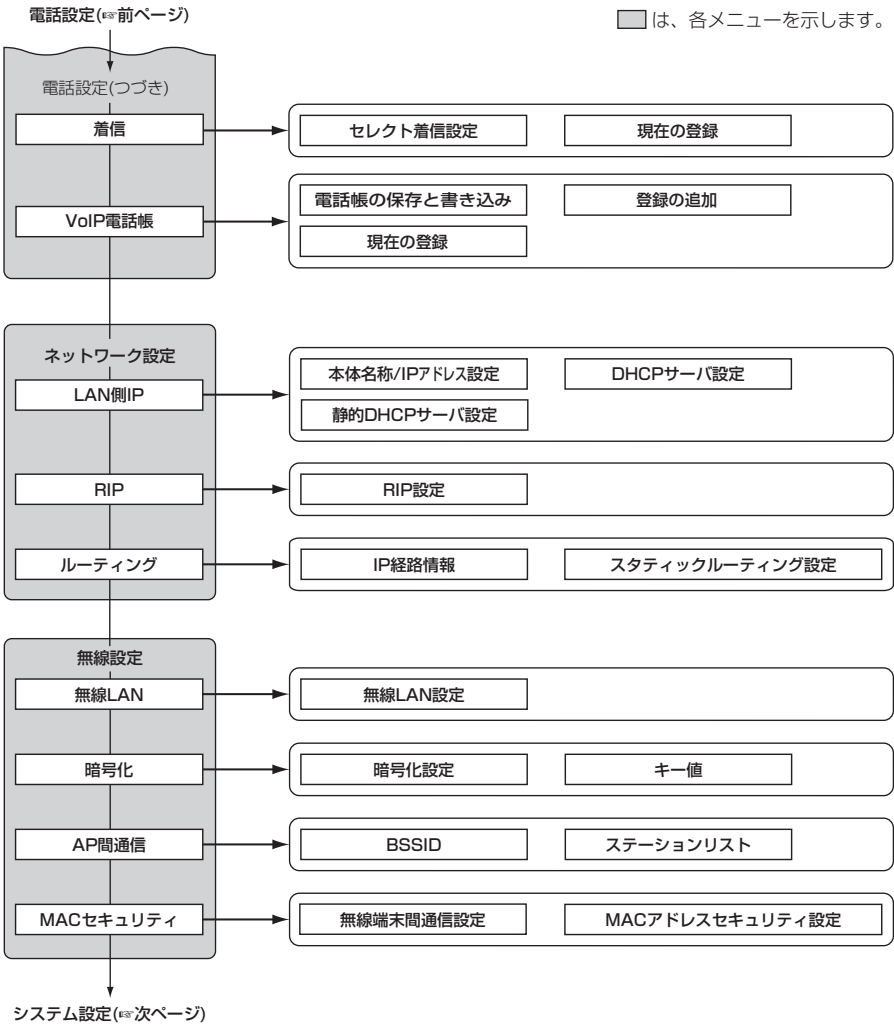 電話設定(☞前ページ)
は、各メニューを示します。
電話設定(つづき)
着信
セレクト着信設定
現在の登録
VoIP電話帳
電話帳の保存と書き込み
登録の追加
現在の登録
ネットワーク設定
LAN側IP
本体名称/IPアドレス設定
DHCPサーバ設定
静的DHCPサーバ設定
RIP
RIP設定
ルーティング
IP経路情報
スタティックルーティング設定
無線設定
無線LAN
無線LAN設定
暗号化
暗号化設定
キー値
AP間通信
BSSID
ステーションリスト
MACセキュリティ
無線端末間通信設定
MACアドレスセキュリティ設定
システム設定(☞次ページ)